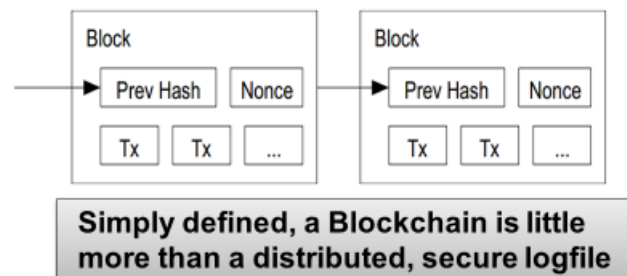 Block
Prev Hash Nonce
Tx Tx ...
Block
Prev Hash Nonce
Tx Tx ...
Simply defined, a Blockchain is little
more than a distributed, secure logfile